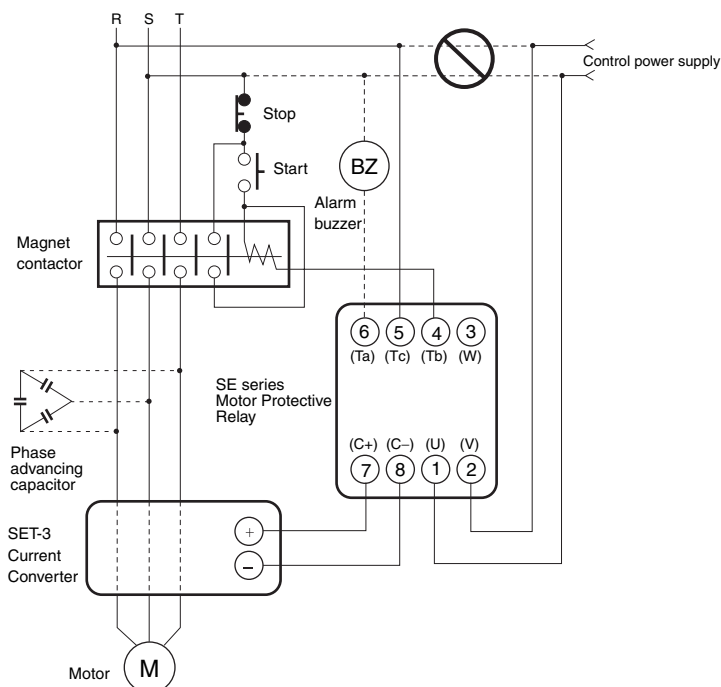 R S T
Control power supply
Stop
Start
BZ
Alarm
buzzer
Magnet
contactor
6 5 4 3
(Ta) (Tc) (Tb) (W)
SE series
Motor Protective
Relay
(C+) (C−) (U) (V)
7 8 1 2
Phase
advancing
capacitor
SET-3
Current
Converter
+
−
Motor
M